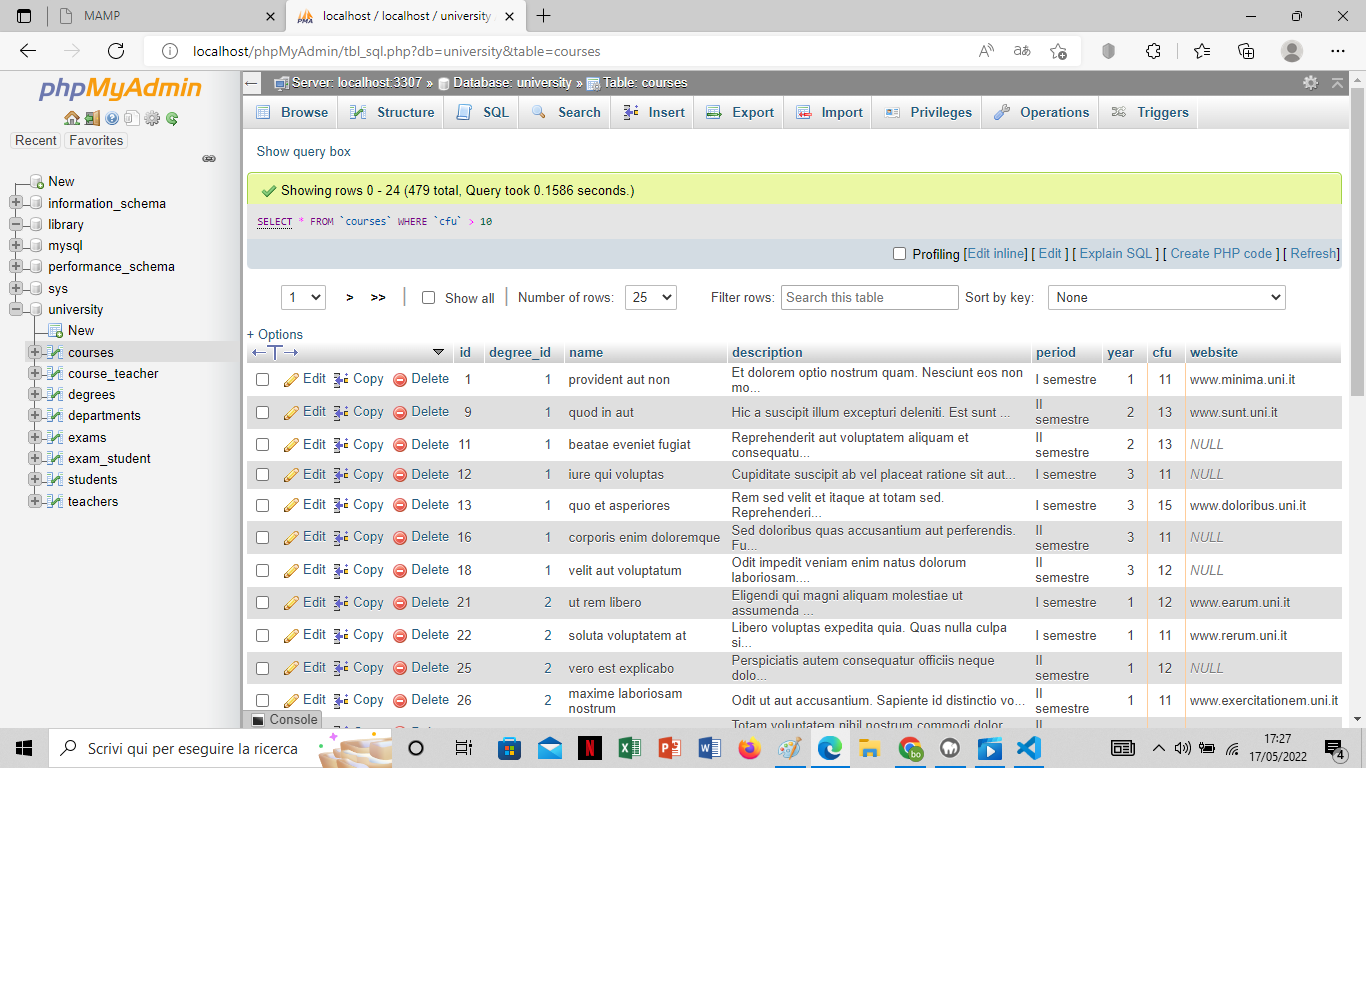 MAMP
localhost / localhost / university
localhost/phpMyAdmin/tbl_sql.php?db=university&table=courses
phpMyAdmin
Recent Favorites
New
information_schema
library
mysql
performance_schema
sys
university
New
courses
course_teacher
degrees
departments
exams
exam_student
students
teachers
Server: localhost:3307 » Database: university » Table: courses
Browse Structure SQL Search Insert Export Import Privileges Operations Triggers
Show query box
Showing rows 0 - 24 (479 total, Query took 0.1586 seconds.)
SELECT * FROM `courses` WHERE `cfu` > 10
Profiling [Edit inline] [ Edit ] [ Explain SQL ] [ Create PHP code ] [ Refresh]
1 > >> Show all Number of rows: 25 Filter rows: Search this table Sort by key: None
+ Options
←T→ id degree_id name description period year cfu website
Edit Copy Delete 1 1 provident aut non Et dolorem optio nostrum quam. Nesciunt eos non mo... I semestre 1 11 www.minima.uni.it
Edit Copy Delete 9 1 quod in aut Hic a suscipit illum excepturi deleniti. Est sunt ... II semestre 2 13 www.sunt.uni.it
Edit Copy Delete 11 1 beatae eveniet fugiat Reprehenderit aut voluptatem aliquam et consequatu... II semestre 2 13 NULL
Edit Copy Delete 12 1 iure qui voluptas Cupiditate suscipit ab vel placeat ratione sit aut... I semestre 3 11 NULL
Edit Copy Delete 13 1 quo et asperiores Rem sed velit et itaque at totam sed. Reprehenderi... I semestre 3 15 www.doloribus.uni.it
Edit Copy Delete 16 1 corporis enim doloremque Sed doloribus quas accusantium aut perferendis. Fu... II semestre 3 11 NULL
Edit Copy Delete 18 1 velit aut voluptatum Odit impedit veniam enim natus dolorum laboriosam.... II semestre 3 12 NULL
Edit Copy Delete 21 2 ut rem libero Eligendi qui magni aliquam molestiae ut assumenda ... I semestre 1 12 www.earum.uni.it
Edit Copy Delete 22 2 soluta voluptatem at Libero voluptas expedita quia. Quas nulla culpa si... I semestre 1 11 www.rerum.uni.it
Edit Copy Delete 25 2 vero est explicabo Perspiciatis autem consequatur officiis neque dolo... II semestre 1 12 NULL
Edit Copy Delete 26 2 maxime laboriosam nostrum Odit ut aut accusantium. Sapiente id distinctio vo... II semestre 1 11 www.exercitationem.uni.it
Totam voluptatem nihil nostrum commodi dolor II
Console
Scrivi qui per eseguire la ricerca
17:27
17/05/2022
4